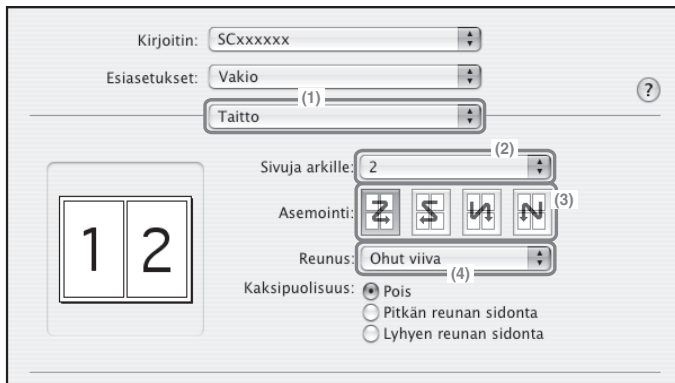 Kirjoitin: SCxxxxxx
Esiasetukset: Vakio
?
(1)
Taitto
(2)
Sivuja arkille: 2
Asemointi:
(3)
Reunus: Ohut viiva
(4)
Kaksipuolisuus: Pois
Pitkän reunan sidonta
Lyhyen reunan sidonta
1 2